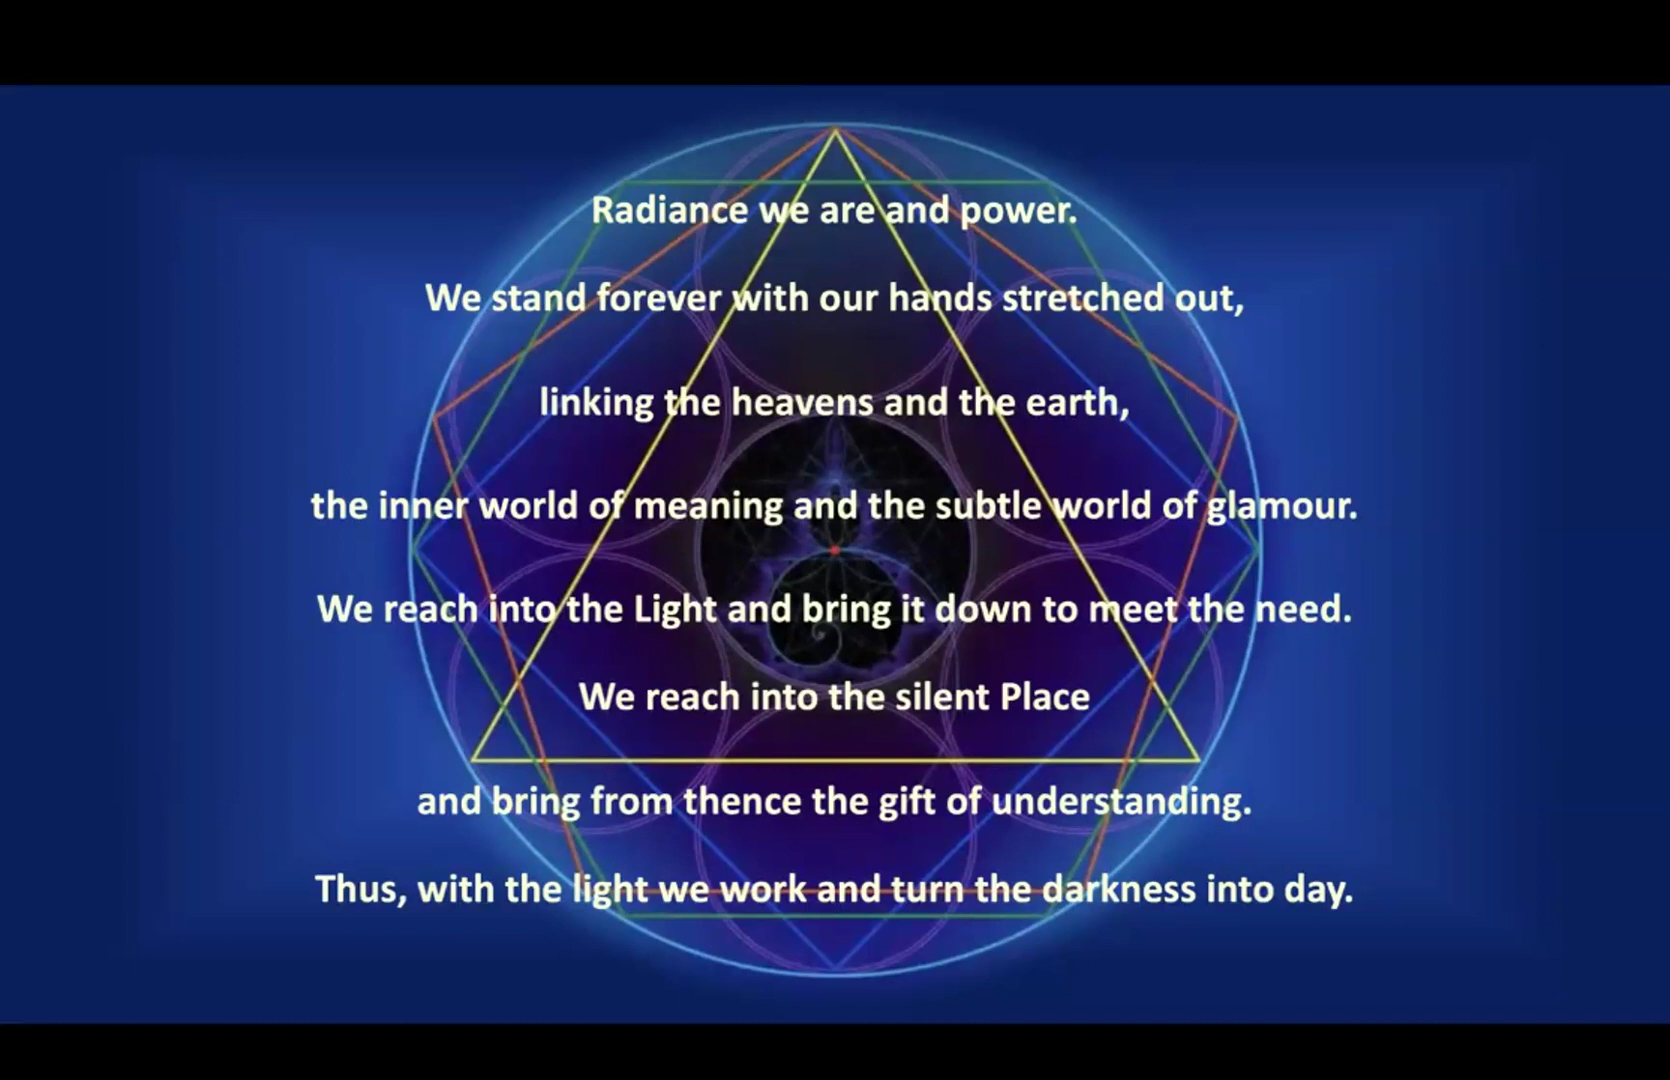 Radiance we are and power.
We stand forever with our hands stretched out,
linking the heavens and the earth,
the inner world of meaning and the subtle world of glamour.
We reach into the Light and bring it down to meet the need.
We reach into the silent Place
and bring from thence the gift of understanding.
Thus, with the light we work and turn the darkness into day.